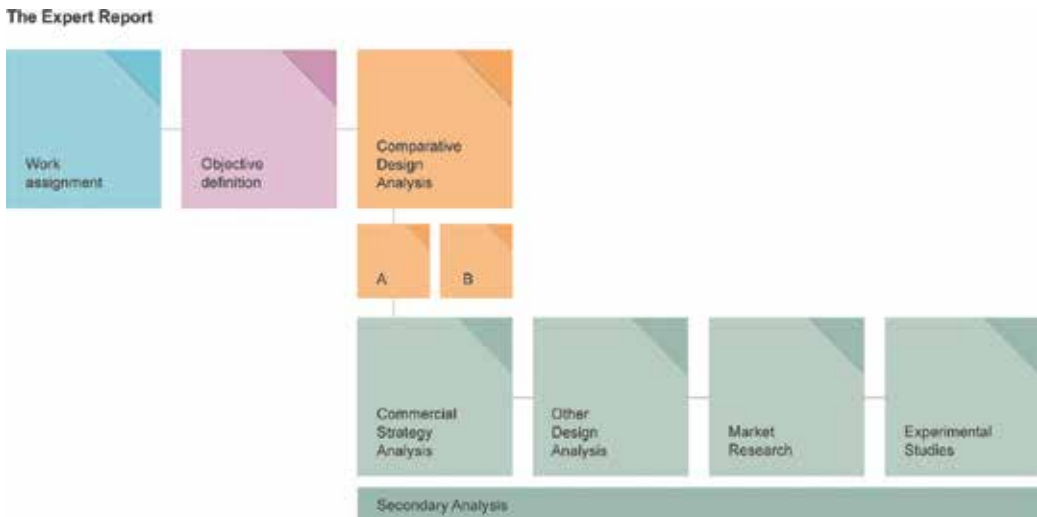 The Expert Report
Work
assignment
Objective
definition
Comparative
Design
Analysis
A
B
Commercial
Strategy
Analysis
Other
Design
Analysis
Market
Research
Experimental
Studies
Secondary Analysis